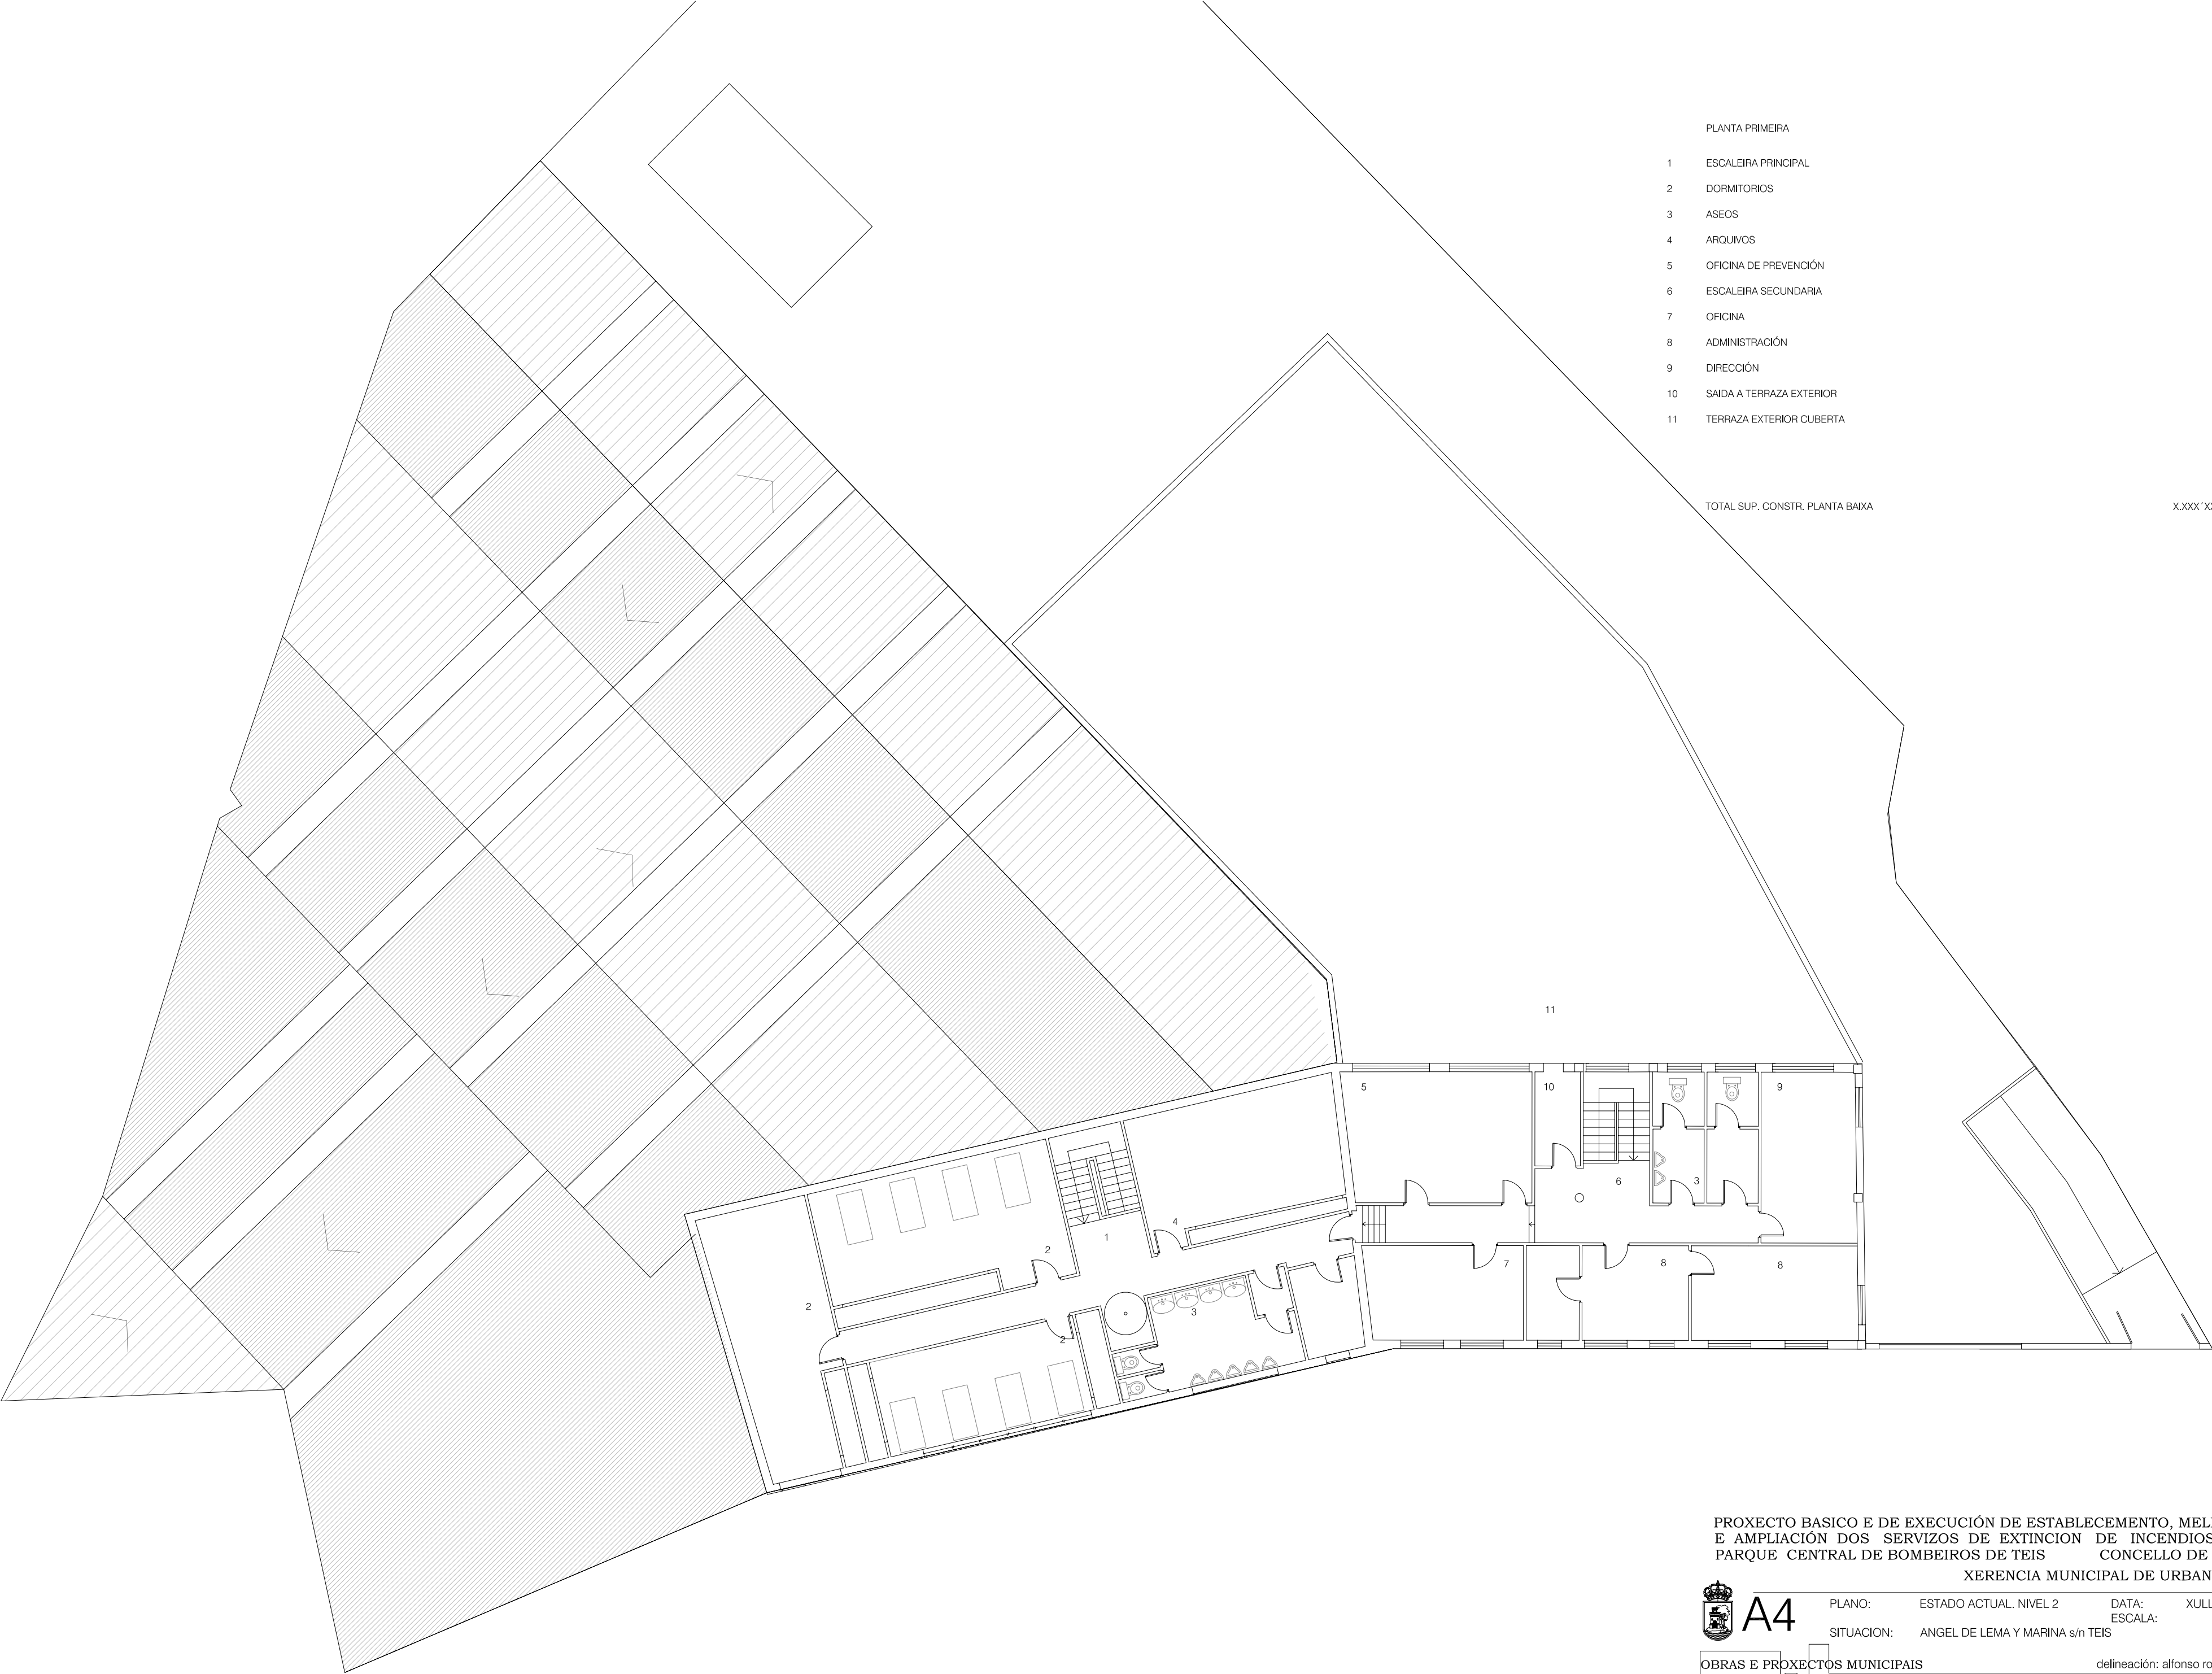 PLANTA PRIMEIRA
1 ESCALEIRA PRINCIPAL
2 DORMITORIOS
3 ASEOS
4 ARQUIVOS
5 OFICINA DE PREVENCIÓN
6 ESCALEIRA SECUNDARIA
7 OFICINA
8 ADMINISTRACIÓN
9 DIRECCIÓN
10 SAIDA A TERRAZA EXTERIOR
11 TERRAZA EXTERIOR CUBERTA
TOTAL SUP. CONSTR. PLANTA BAIXA X.XXX´X
11
5 10 9
6 3
4
1
2
7 8 8
2
3
2
PROXECTO BASICO E DE EXECUCIÓN DE ESTABLECEMENTO, MEL
E AMPLIACIÓN DOS SERVIZOS DE EXTINCION DE INCENDIOS
PARQUE CENTRAL DE BOMBEIROS DE TEIS CONCELLO DE
XERENCIA MUNICIPAL DE URBAN
A4
PLANO: ESTADO ACTUAL. NIVEL 2 DATA: XULL
ESCALA:
SITUACION: ANGEL DE LEMA Y MARINA s/n TEIS
OBRAS E PROXECTOS MUNICIPAIS delineación: alfonso ro